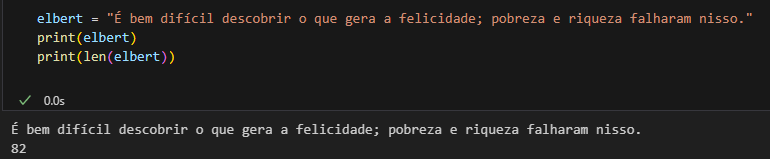 elbert = "É bem difícil descobrir o que gera a felicidade; pobreza e riqueza falharam nisso."
print(elbert)
print(len(elbert))
0.0s
É bem difícil descobrir o que gera a felicidade; pobreza e riqueza falharam nisso.
82